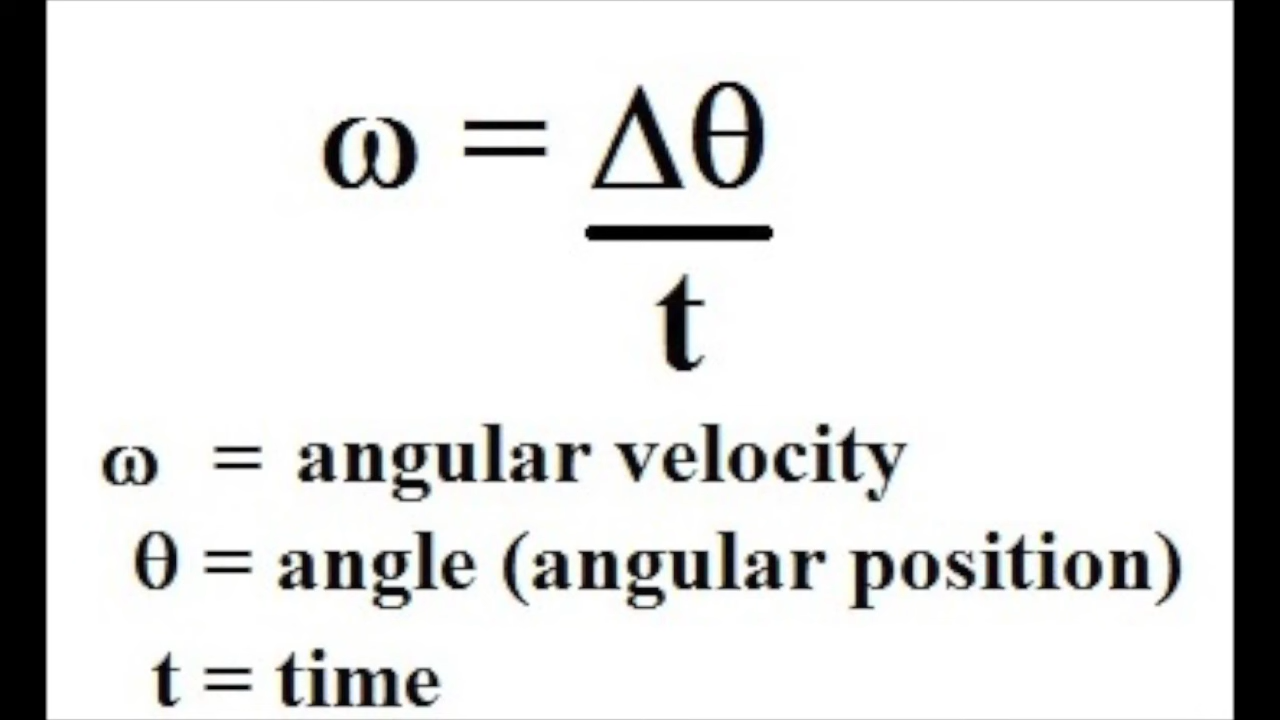 ω = Δθ
t
ω = angular velocity
θ = angle (angular position)
t = time